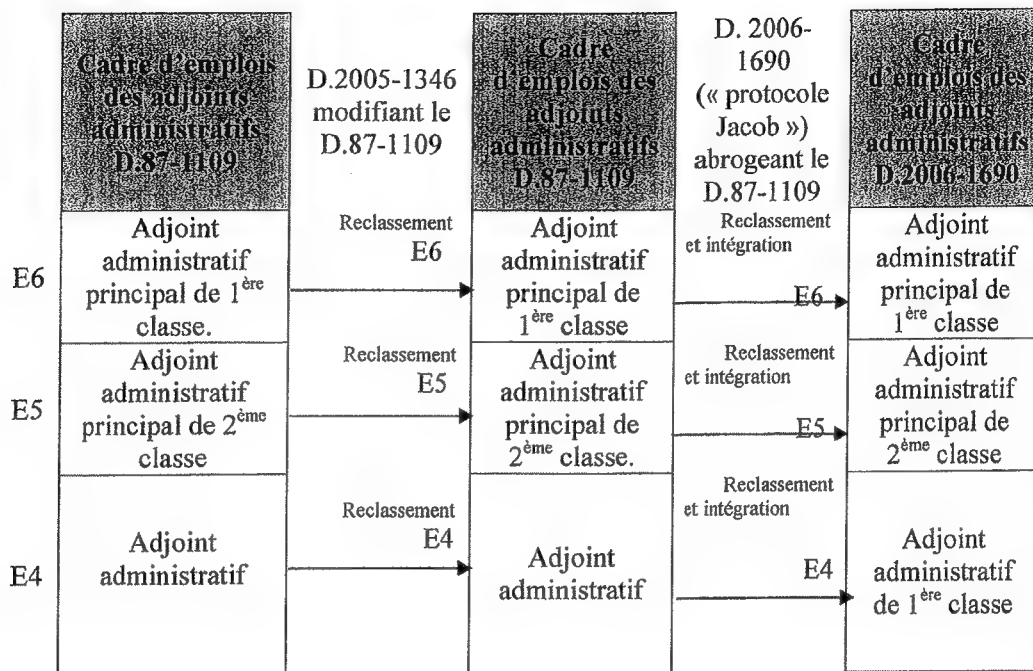 Cadre d'emplois
des adjoints
administratifs
D.87-1109
D.2005-1346
modifiant le
D.87-1109
Cadre
d'emplois des
adjoints
administratifs
D.87-1109
D. 2006-
1690
(« protocole
Jacob »)
abrogeant le
D.87-1109
Cadre
d'emplois des
adjoints
administratifs
D.2006-1690
E6
Adjoint
administratif
principal de 1ère
classe.
Reclassement
E6
Adjoint
administratif
principal de
1ère classe
Reclassement
et intégration
E6
Adjoint
administratif
principal de
1ère classe
E5
Adjoint
administratif
principal de 2ème
classe
Reclassement
E5
Adjoint
administratif
principal de
2ème classe.
Reclassement
et intégration
E5
Adjoint
administratif
principal de
2ème classe
E4
Adjoint
administratif
Reclassement
E4
Adjoint
administratif
Reclassement
et intégration
E4
Adjoint
administratif
de 1ère classe